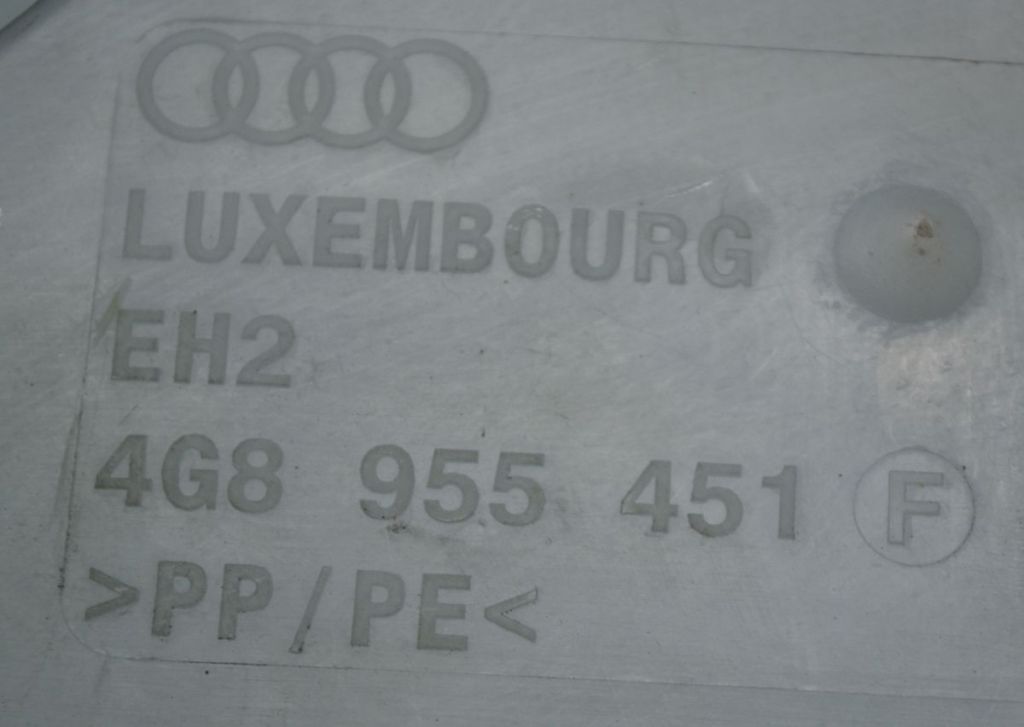 LUXEMBOURG
EH2
4G8 955 451 F
>PP/PE<